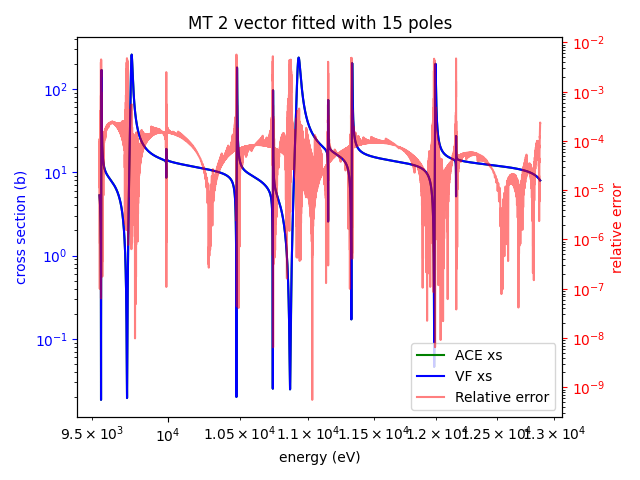 MT 2 vector fitted with 15 poles
cross section (b)
10²
10¹
10⁰
10⁻¹
10⁻²
10⁻³
10⁻⁴
10⁻⁵
10⁻⁶
10⁻⁷
10⁻⁸
10⁻⁹
relative error
ACE xs
VF xs
Relative error
9.5 × 10³ 10⁴ 1.05 × 10⁴ 1.1 × 10⁴ 1.15 × 10⁴ 1.2 × 10⁴ 1.25 × 10⁴ 1.3 × 10⁴
energy (eV)